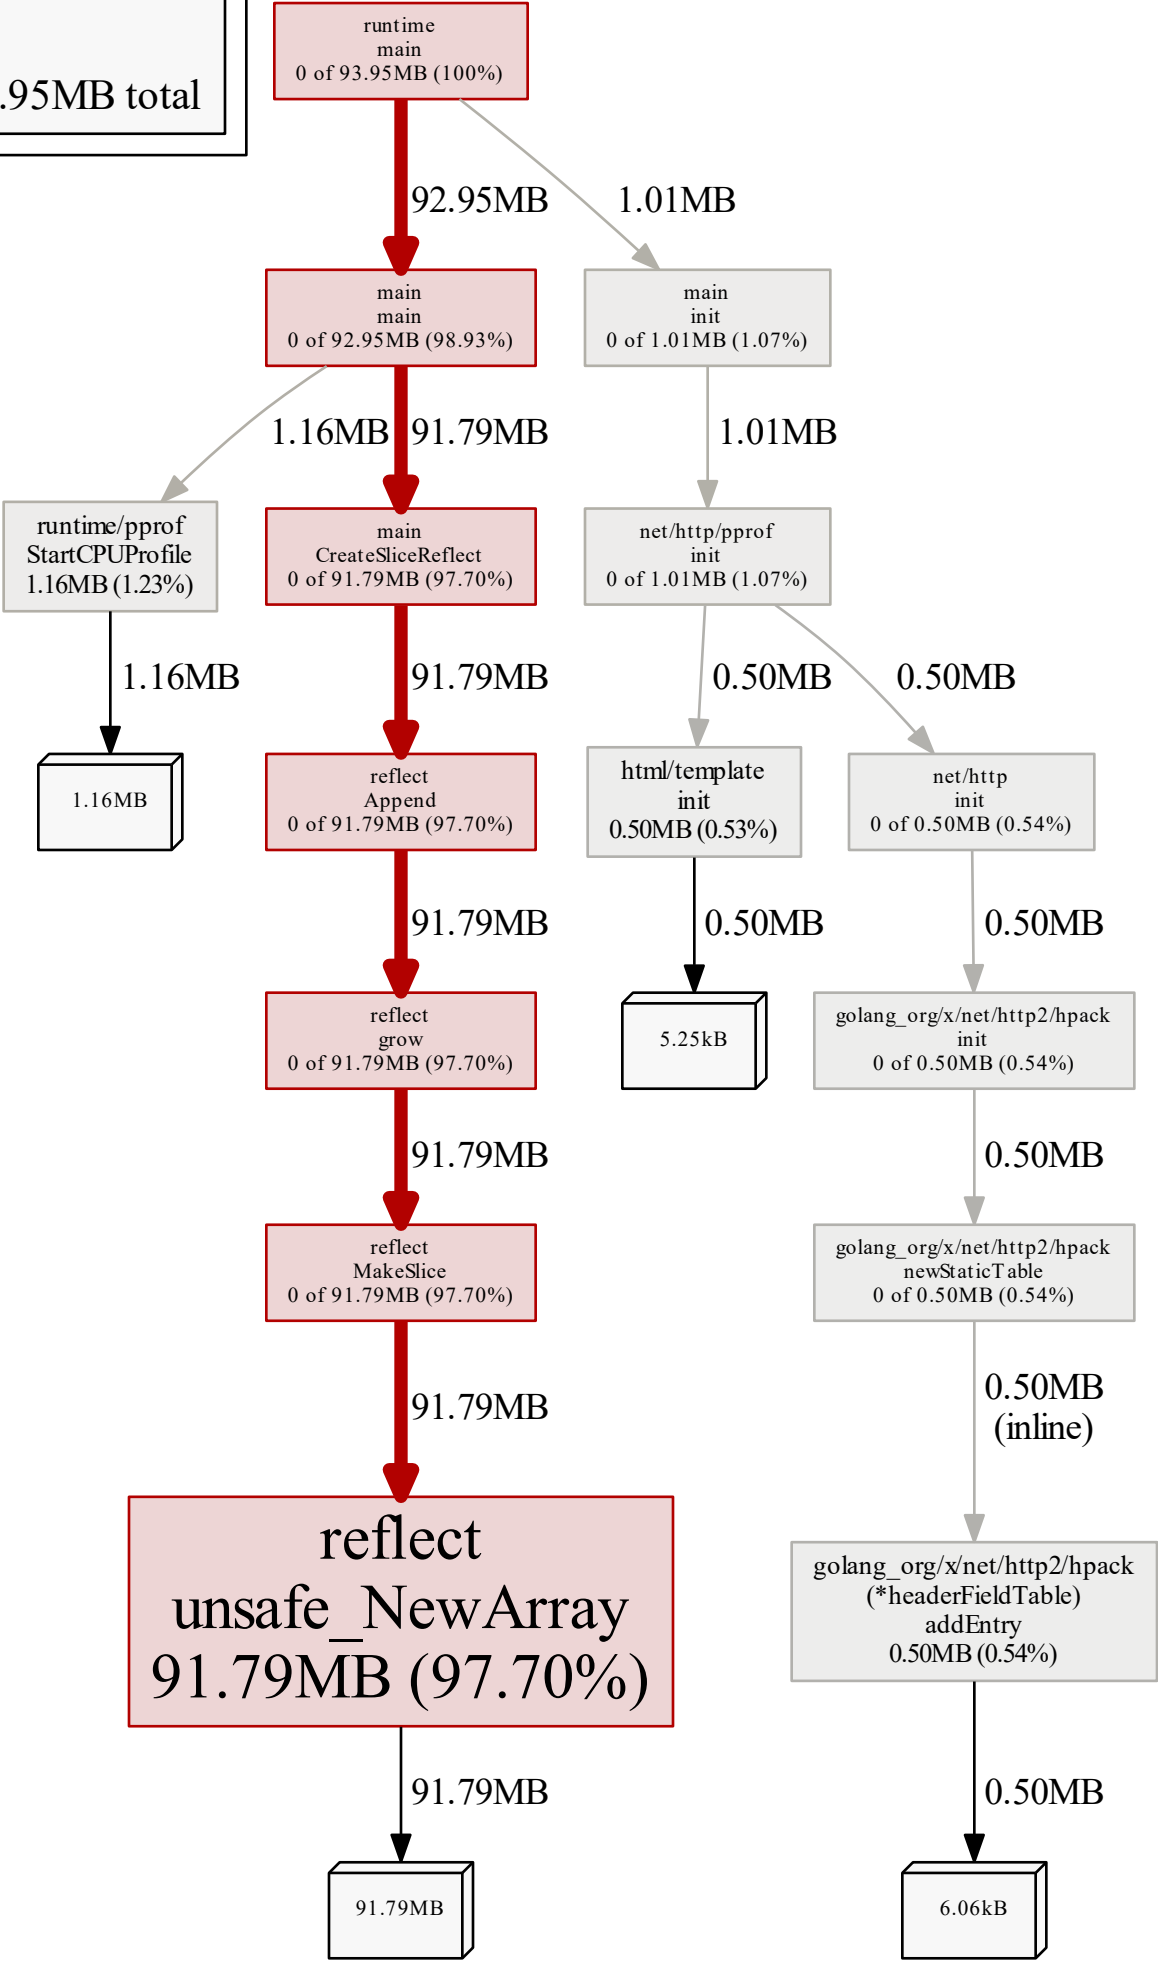 .95MB total
runtime
main
0 of 93.95MB (100%)
92.95MB
1.01MB
main
main
0 of 92.95MB (98.93%)
main
init
0 of 1.01MB (1.07%)
1.16MB
91.79MB
1.01MB
runtime/pprof
StartCPUProfile
1.16MB (1.23%)
main
CreateSliceReflect
0 of 91.79MB (97.70%)
net/http/pprof
init
0 of 1.01MB (1.07%)
1.16MB
91.79MB
0.50MB
0.50MB
1.16MB
reflect
Append
0 of 91.79MB (97.70%)
html/template
init
0.50MB (0.53%)
net/http
init
0 of 0.50MB (0.54%)
91.79MB
0.50MB
0.50MB
reflect
grow
0 of 91.79MB (97.70%)
5.25kB
golang_org/x/net/http2/hpack
init
0 of 0.50MB (0.54%)
91.79MB
0.50MB
reflect
MakeSlice
0 of 91.79MB (97.70%)
golang_org/x/net/http2/hpack
newStaticTable
0 of 0.50MB (0.54%)
91.79MB
0.50MB
(inline)
reflect
unsafe_NewArray
91.79MB (97.70%)
golang_org/x/net/http2/hpack
(*headerFieldTable)
addEntry
0.50MB (0.54%)
91.79MB
0.50MB
91.79MB
6.06kB